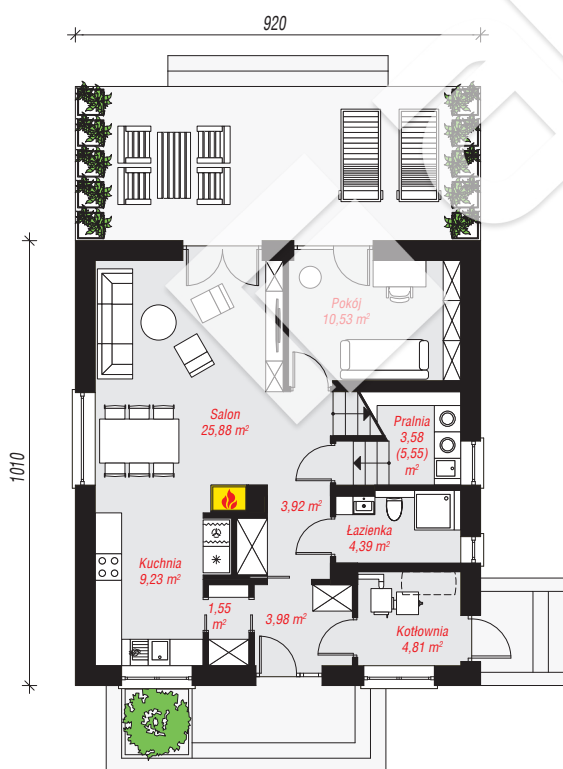 920
1010
Pokój
10,53 m²
Salon
25,88 m²
Pralnia
3,58
(5,55)
m²
3,92 m²
Łazienka
4,39 m²
Kuchnia
9,23 m²
1,55
m²
3,98 m²
Kotłownia
4,81 m²